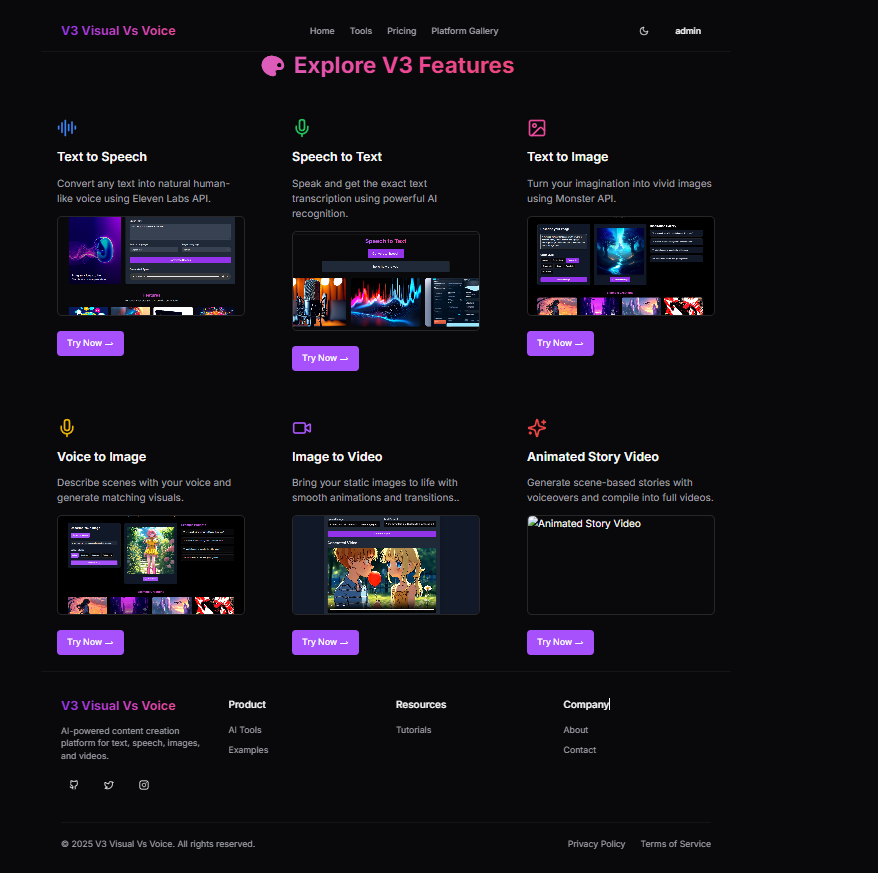 V3 Visual Vs Voice
Home Tools Pricing Platform Gallery
admin
Explore V3 Features
Text to Speech
Convert any text into natural human-
like voice using Eleven Labs API.
Try Now →
Speech to Text
Speak and get the exact text
transcription using powerful AI
recognition.
Speech to Text
Try Now →
Text to Image
Turn your imagination into vivid images
using Monster API.
Try Now →
Voice to Image
Describe scenes with your voice and
generate matching visuals.
Try Now →
Image to Video
Bring your static images to life with
smooth animations and transitions..
Animated Video
Try Now →
Animated Story Video
Generate scene-based stories with
voiceovers and compile into full videos.
Animated Story Video
Try Now →
V3 Visual Vs Voice
AI-powered content creation
platform for text, speech, images,
and videos.
Product
AI Tools
Examples
Resources
Tutorials
Company
About
Contact
© 2025 V3 Visual Vs Voice. All rights reserved.
Privacy Policy Terms of Service